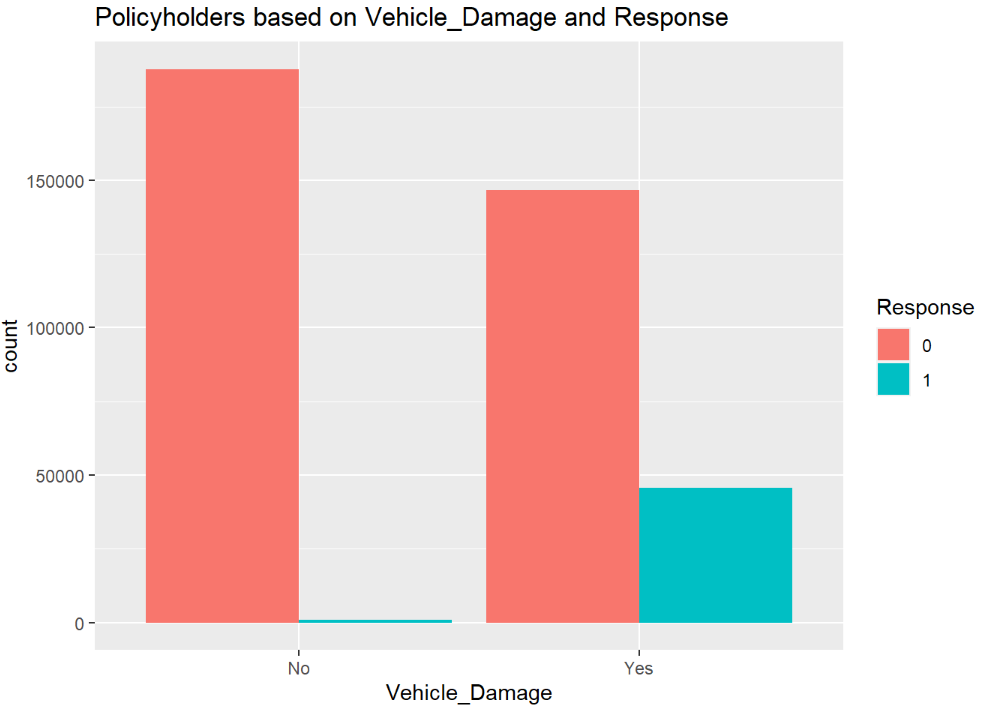 Policyholders based on Vehicle_Damage and Response
150000
100000
50000
0
count
No
Yes
Vehicle_Damage
Response
0
1